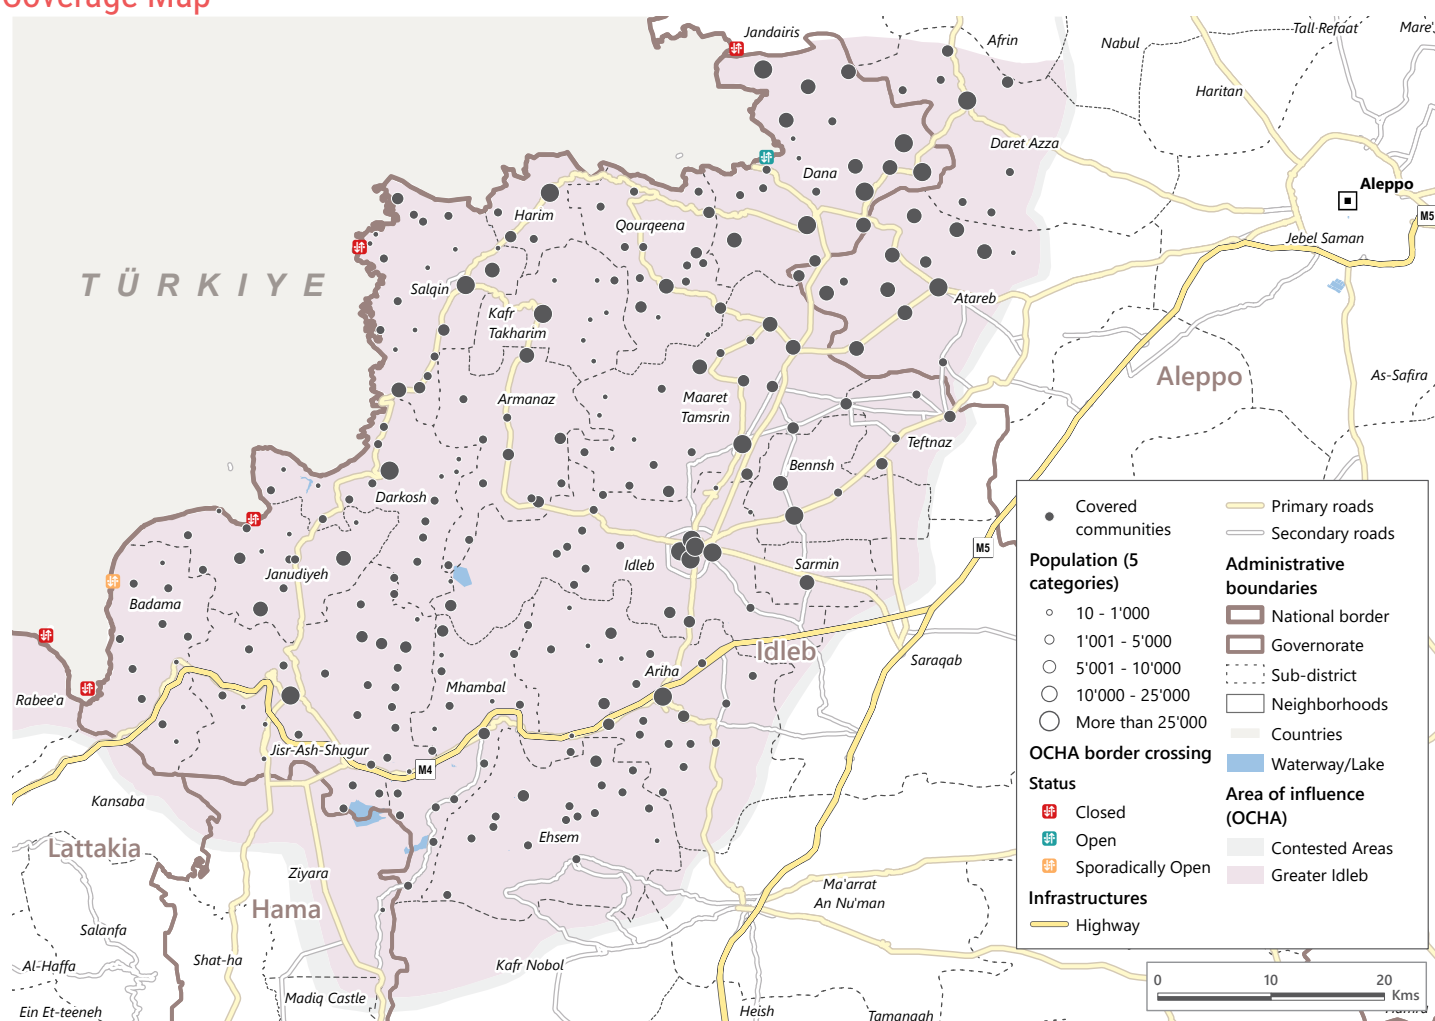 Coverage Map
Jandairis
Afrin
Nabul
Tall-Refaat
Mare'
Haritan
Daret Azza
Dana
Aleppo
M5
Harim
Qourqeena
Jebel Saman
TÜRKIYE
Salqin
Atareb
Kafr
Takharim
Aleppo
As-Safira
Armanaz
Maaret
Tamsrin
Teftnaz
Bennsh
Darkosh
M5
Idleb
Sarmin
Janudiyeh
Badama
Idleb
Saraqab
Ariha
Mhambal
Rabee'a
Jisr-Ash-Shugur
M4
Kansaba
Ehsem
Lattakia
Ziyara
Hama
Ma'arrat
An Nu'man
Salanfa
Shat-ha
Al-Haffa
Kafr Nobol
Madiq Castle
Ein Et-teeneh
Heish
Tamanaah
Covered
communities
Population (5
categories)
10 - 1'000
1'001 - 5'000
5'001 - 10'000
10'000 - 25'000
More than 25'000
OCHA border crossing
Status
Closed
Open
Sporadically Open
Infrastructures
Highway
Primary roads
Secondary roads
Administrative
boundaries
National border
Governorate
Sub-district
Neighborhoods
Countries
Waterway/Lake
Area of influence
(OCHA)
Contested Areas
Greater Idleb
0 10 20
Kms